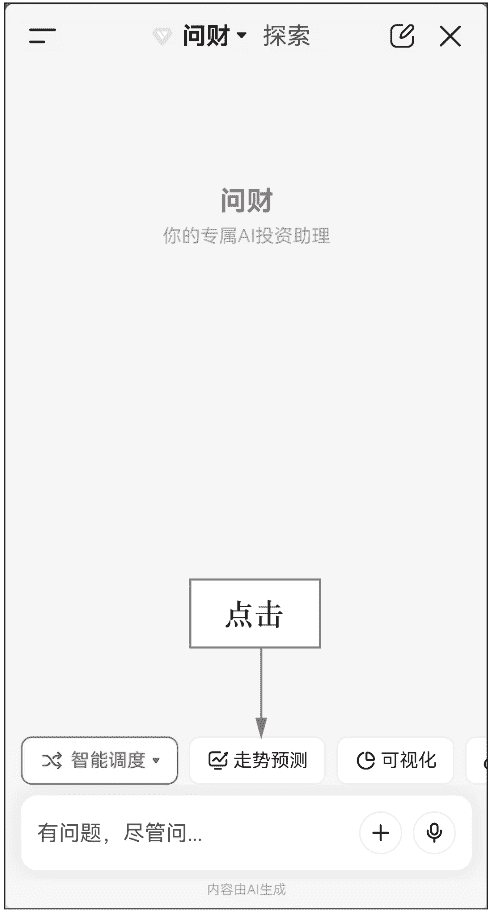 问财 探索
问财
你的专属AI投资助理
点击
智能调度 走势预测 可视化
有问题，尽管问...
内容由AI生成